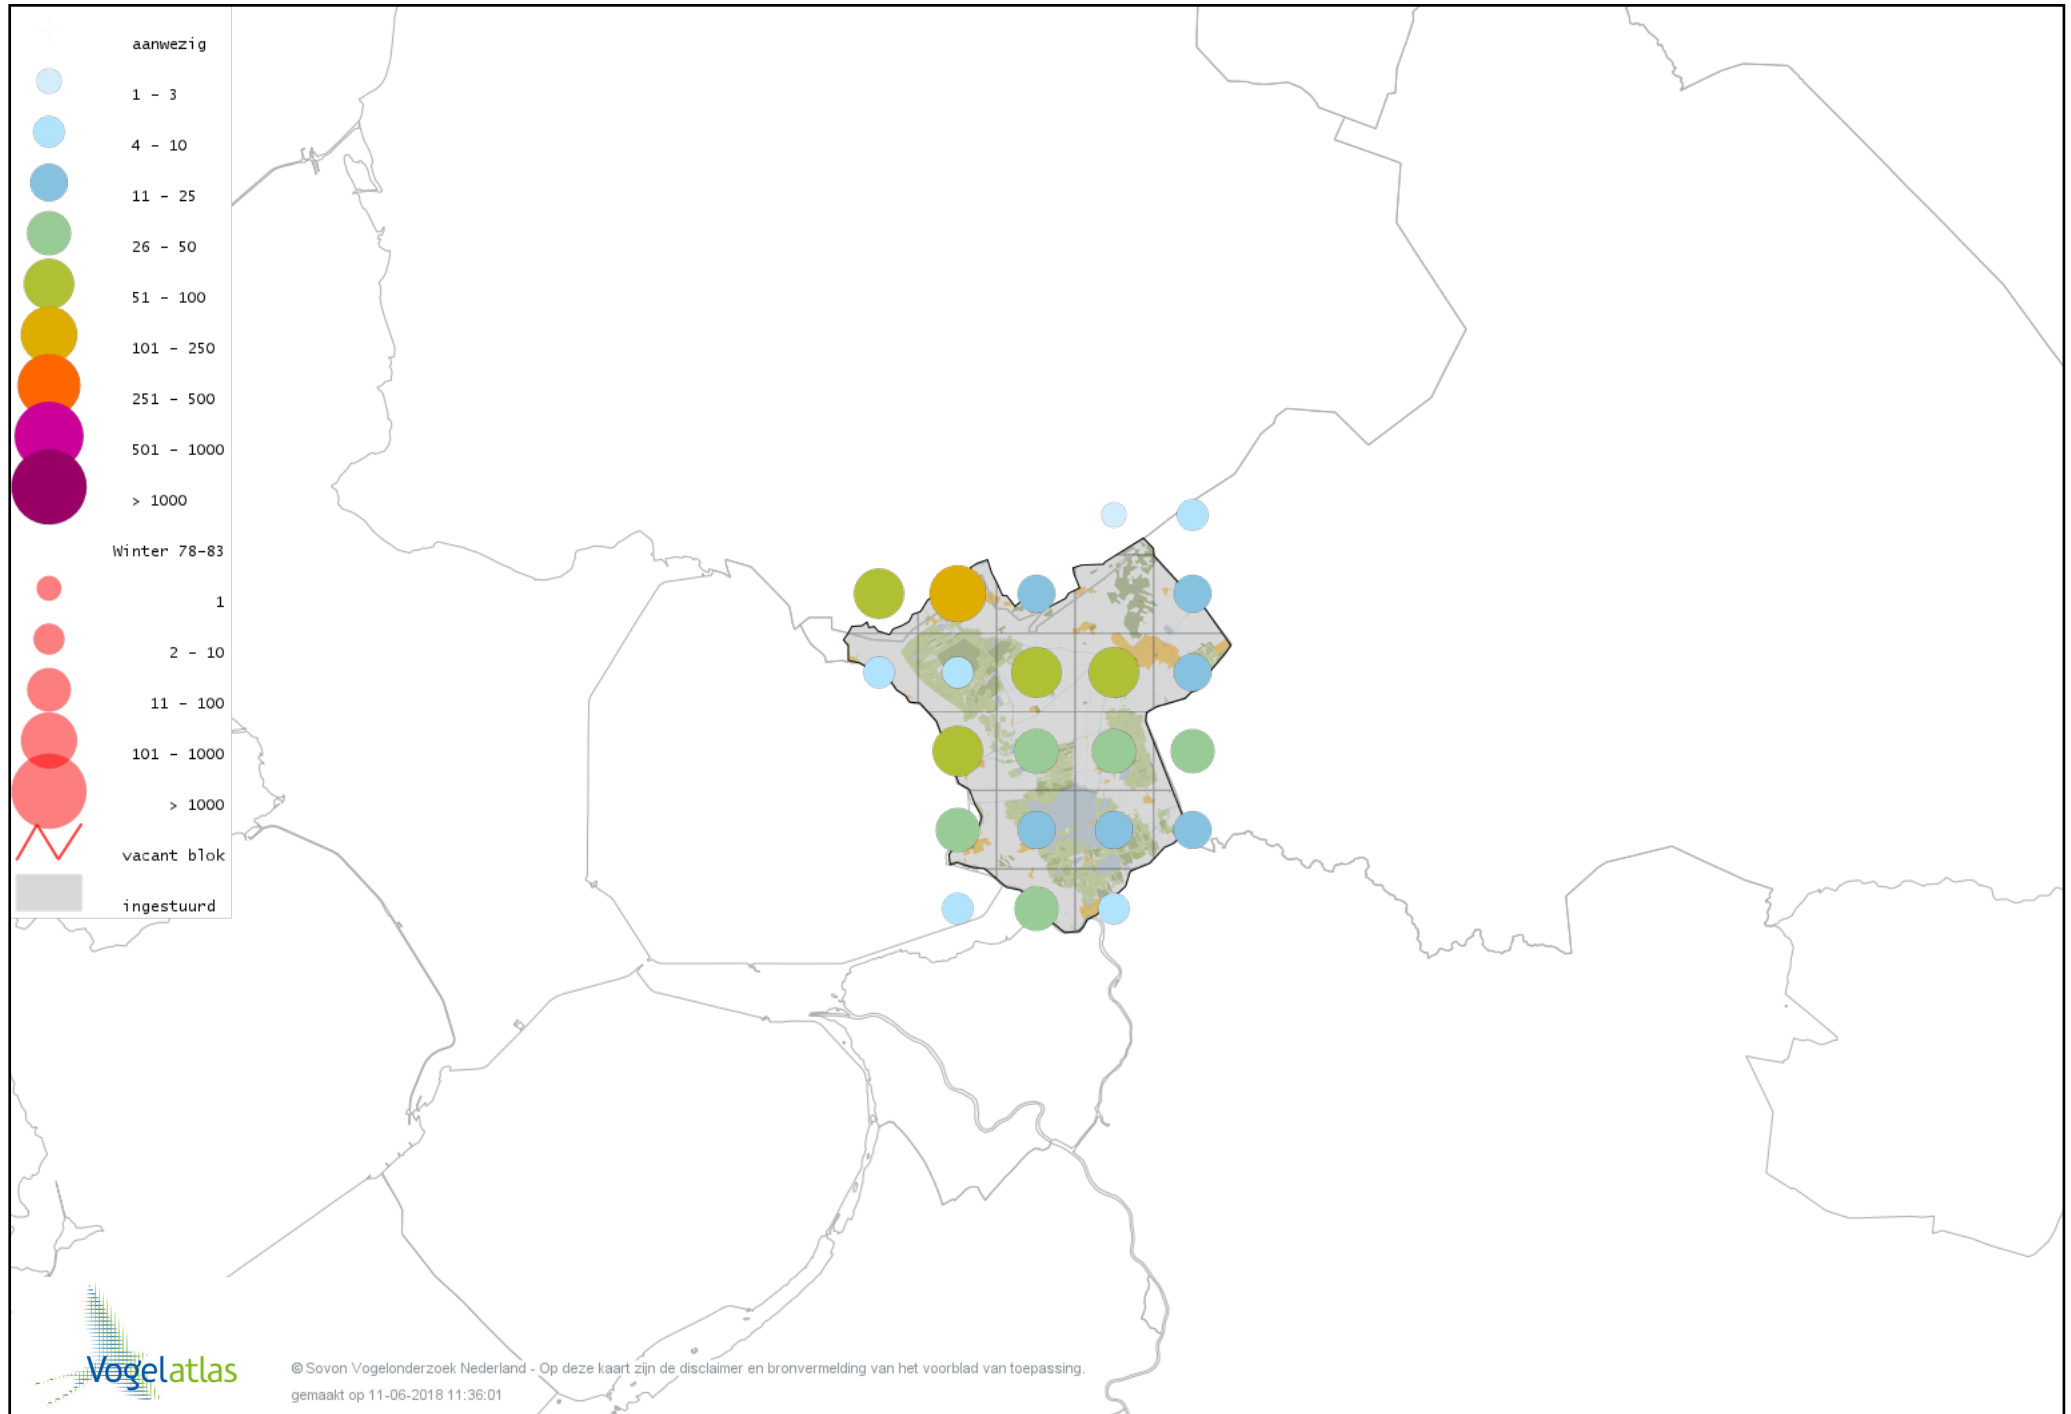 aanwezig
1 - 3
4 - 10
11 - 25
26 - 50
51 - 100
101 - 250
251 - 500
501 - 1000
> 1000
Winter 78-83
1
2 - 10
11 - 100
101 - 1000
> 1000
vacant blok
ingestuurd
Vogelatlas
© Sovon Vogelonderzoek Nederland - Op deze kaart zijn de disclaimer en bronvermelding van het voorblad van toepassing.
gemaakt op 11-06-2018 11:36:01